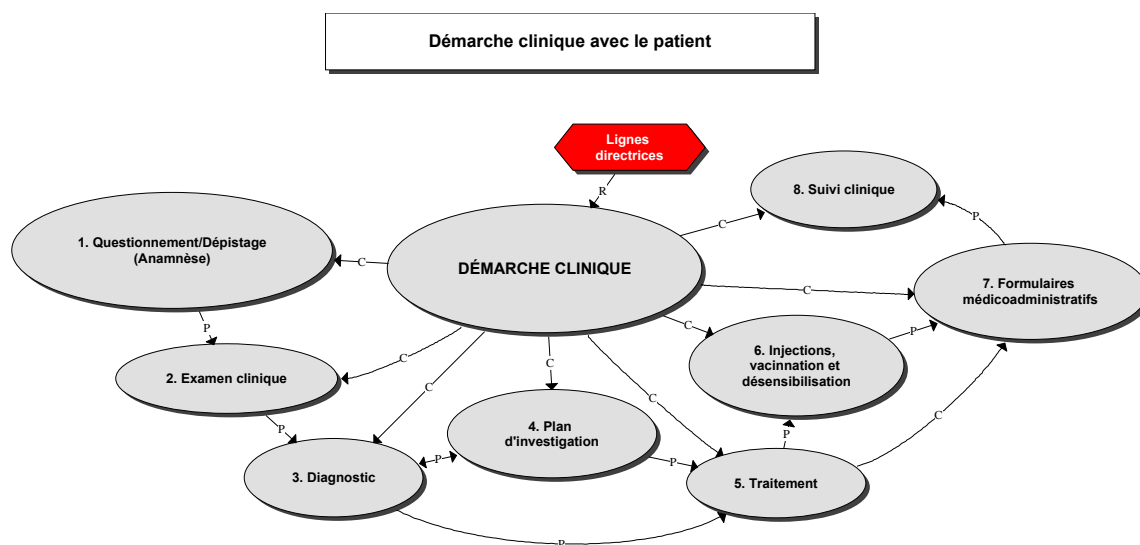 Démarche clinique avec le patient
Lignes
directrices
R
8. Suivi clinique
C
P
1. Questionnement/Dépistage
(Anamnèse)
C
DÉMARCHE CLINIQUE
7. Formulaires
médicoadministratifs
C
C
P
P
6. Injections,
vaccinnation et
désensibilisation
2. Examen clinique
C
C
C
C
C
4. Plan
d'investigation
P
P
P
P
3. Diagnostic
5. Traitement
P